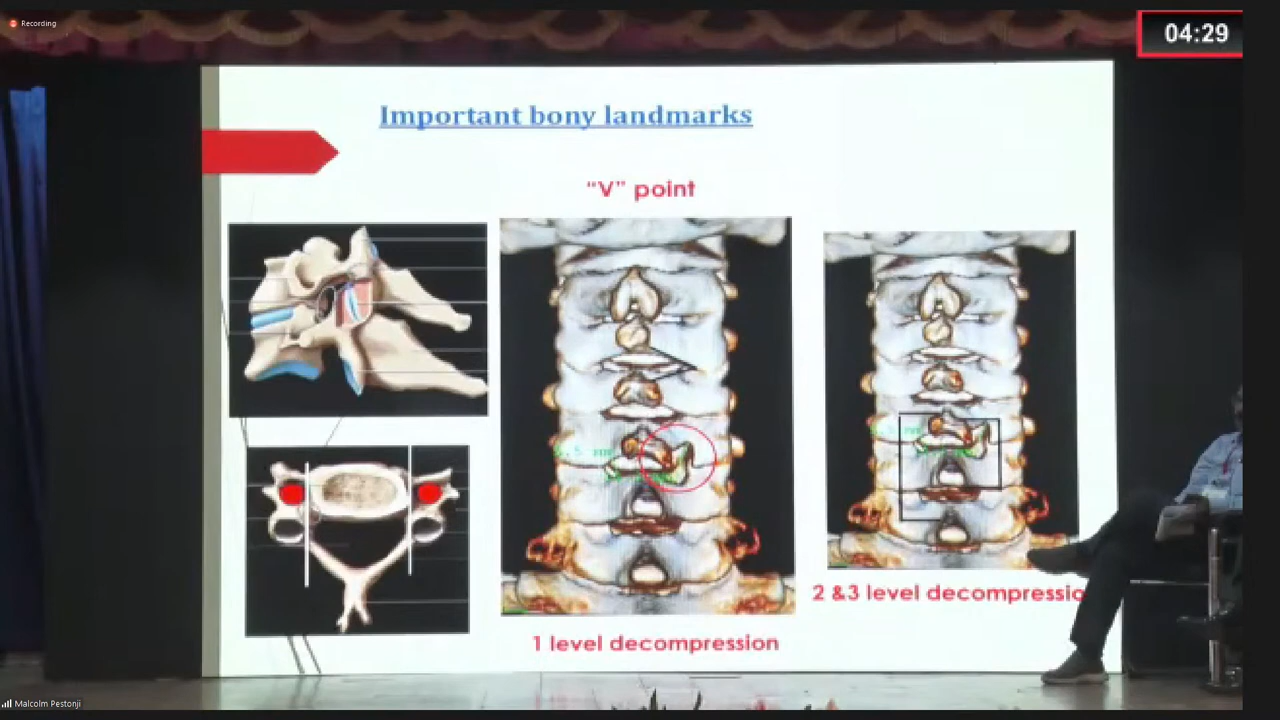 Recording
04:29
Important bony landmarks
“V” point
2 &3 level decompressio
1 level decompression
Malcolm Pestonji